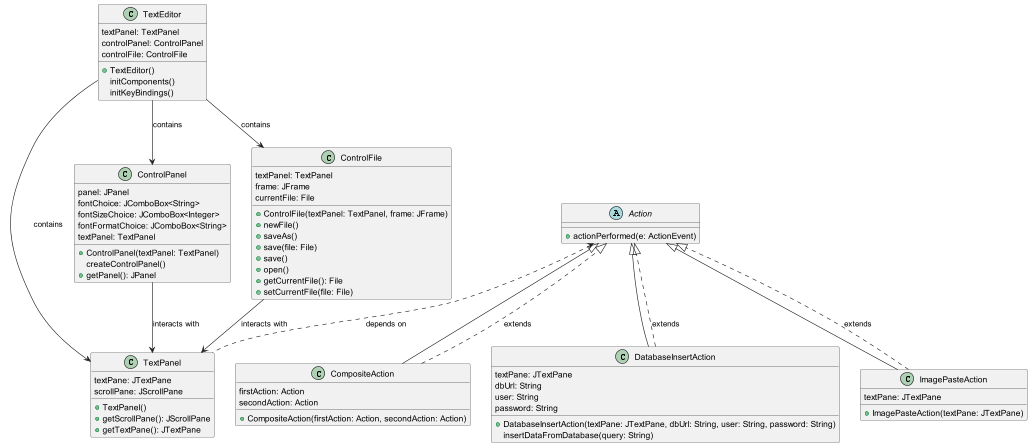 C TextEditor
textPanel: TextPanel
controlPanel: ControlPanel
controlFile: ControlFile
TextEditor()
initComponents()
initKeyBindings()
contains
contains
contains
C ControlPanel
panel: JPanel
fontChoice: JComboBox<String>
fontSizeChoice: JComboBox<Integer>
fontFormatChoice: JComboBox<String>
textPanel: TextPanel
ControlPanel(textPanel: TextPanel)
createControlPanel()
getPanel(): JPanel
C ControlFile
textPanel: TextPanel
frame: JFrame
currentFile: File
ControlFile(textPanel: TextPanel, frame: JFrame)
newFile()
saveAs()
save(file: File)
save()
open()
getCurrentFile(): File
setCurrentFile(file: File)
A Action
actionPerformed(e: ActionEvent)
interacts with
interacts with
depends on
extends
extends
extends
C TextPanel
textPane: JTextPane
scrollPane: JScrollPane
TextPanel()
getScrollPane(): JScrollPane
getTextPane(): JTextPane
C CompositeAction
firstAction: Action
secondAction: Action
CompositeAction(firstAction: Action, secondAction: Action)
C DatabaseInsertAction
textPane: JTextPane
dbUrl: String
user: String
password: String
DatabaseInsertAction(textPane: JTextPane, dbUrl: String, user: String, password: String)
insertDataFromDatabase(query: String)
C ImagePasteAction
textPane: JTextPane
ImagePasteAction(textPane: JTextPane)